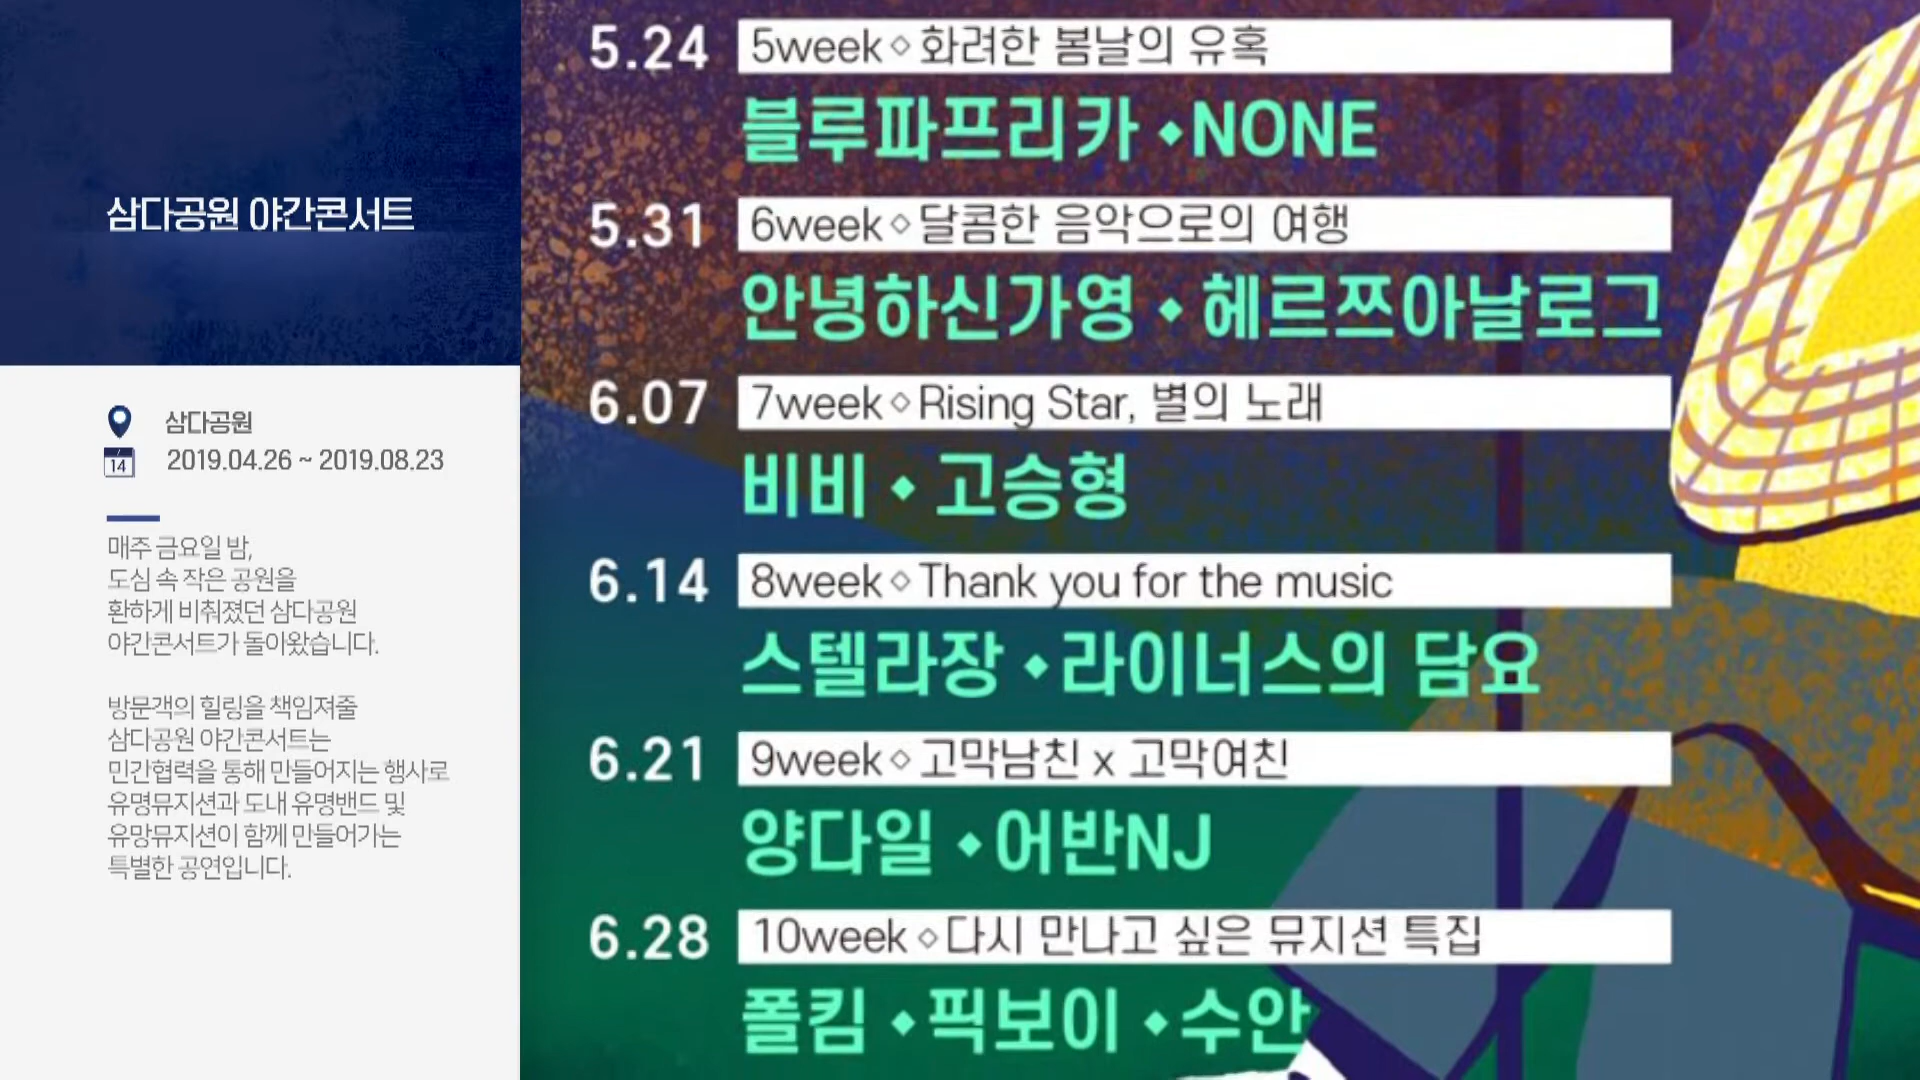 삼다공원 야간콘서트
삼다공원
14
2019.04.26 ~ 2019.08.23
매주 금요일 밤,
도심 속 작은 공원을
환하게 비춰졌던 삼다공원
야간콘서트가 돌아왔습니다.
방문객의 힐링을 책임져줄
삼다공원 야간콘서트는
민간협력을 통해 만들어지는 행사로
유명뮤지션과 도내 유명밴드 및
유망뮤지션이 함께 만들어가는
특별한 공연입니다.
5.24 5week◇화려한 봄날의 유혹
블루파프리카 ◆NONE
5.31 6week◇달콤한 음악으로의 여행
안녕하신가영 ◆ 헤르쯔아날로그
6.07 7week◇Rising Star, 별의 노래
비비 ◆ 고승형
6.14 8week◇Thank you for the music
스텔라장 ◆라이너스의 담요
6.21 9week◇고막남친 x 고막여친
양다일 ◆어반NJ
6.28 10week◇다시 만나고 싶은 뮤지션 특집
폴킴 ◆픽보이 ◆수안